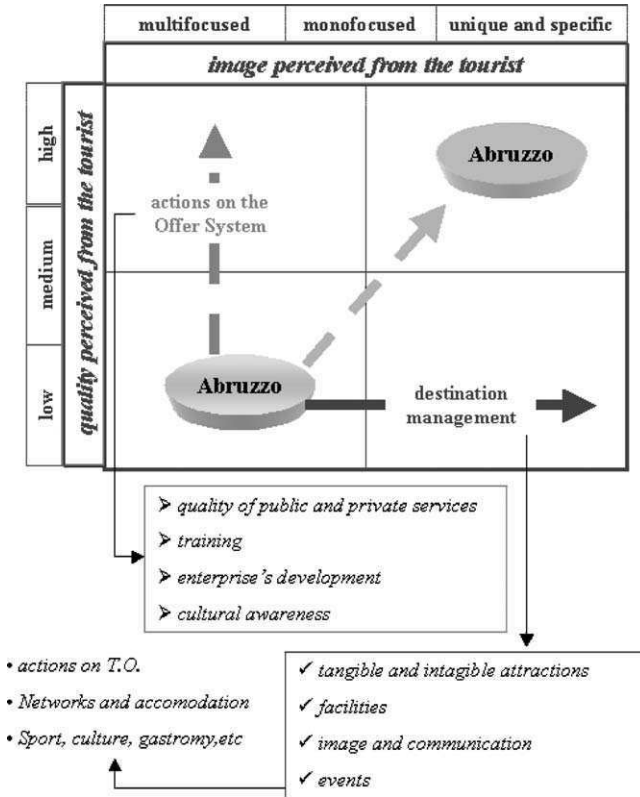 multifocused monofocused unique and specific
image perceived from the tourist
high
medium
low
quality perceived from the tourist
Abruzzo
actions on the
Offer System
Abruzzo
destination
management
➢ quality of public and private services
➢ training
➢ enterprise's development
➢ cultural awareness
• actions on T.O.
• Networks and accomodation
• Sport, culture, gastromy,etc
✓ tangible and intagible attractions
✓ facilities
✓ image and communication
✓ events